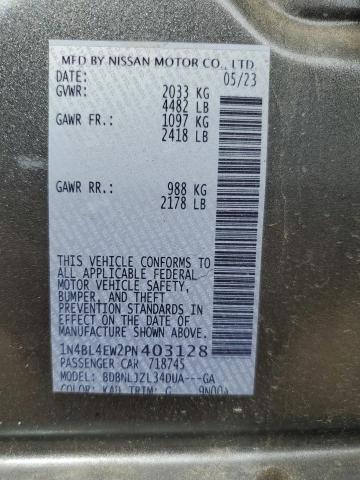 MFD BY NISSAN MOTOR CO., LTD.
DATE: 05/23
GVWR: 2033 KG
4482 LB
GAWR FR.: 1097 KG
2418 LB
GAWR RR.: 988 KG
2178 LB
THIS VEHICLE CONFORMS TO
ALL APPLICABLE FEDERAL
MOTOR VEHICLE SAFETY,
BUMPER, AND THEFT
PREVENTION STANDARDS IN
EFFECT ON THE DATE OF
MANUFACTURE SHOWN ABOVE.
1N4BL4EW2PN403128
PASSENGER CAR 718745
MODEL: BDBNLJZL34DUA---GA
COLOR: KAD TRIM: G